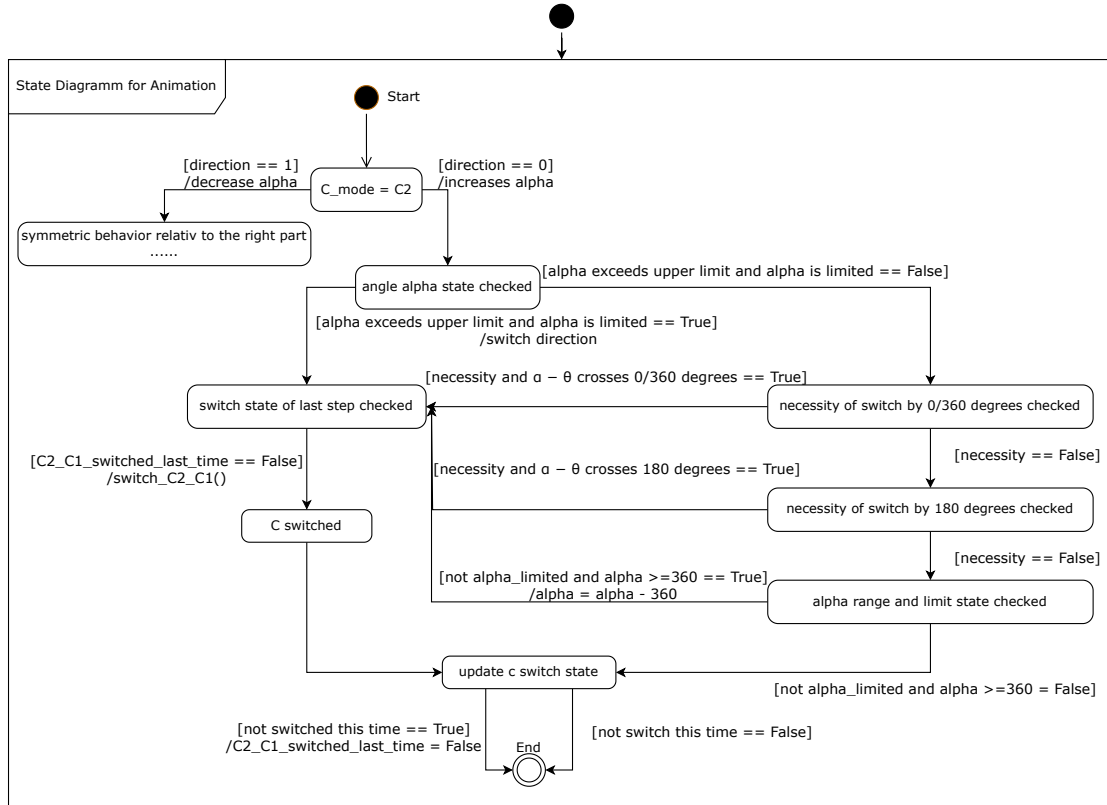 State Diagramm for Animation
Start
[direction == 1]
/decrease alpha
[direction == 0]
/increases alpha
C_mode = C2
symmetric behavior relativ to the right part
......
[alpha exceeds upper limit and alpha is limited == False]
angle alpha state checked
[alpha exceeds upper limit and alpha is limited == True]
/switch direction
[necessity and α − θ crosses 0/360 degrees == True]
switch state of last step checked
necessity of switch by 0/360 degrees checked
[C2_C1_switched_last_time == False]
/switch_C2_C1()
[necessity and α − θ crosses 180 degrees == True]
[necessity == False]
C switched
necessity of switch by 180 degrees checked
[necessity == False]
[not alpha_limited and alpha >=360 == True]
/alpha = alpha - 360
alpha range and limit state checked
update c switch state
[not alpha_limited and alpha >=360 = False]
[not switched this time == True]
/C2_C1_switched_last_time = False
[not switch this time == False]
End